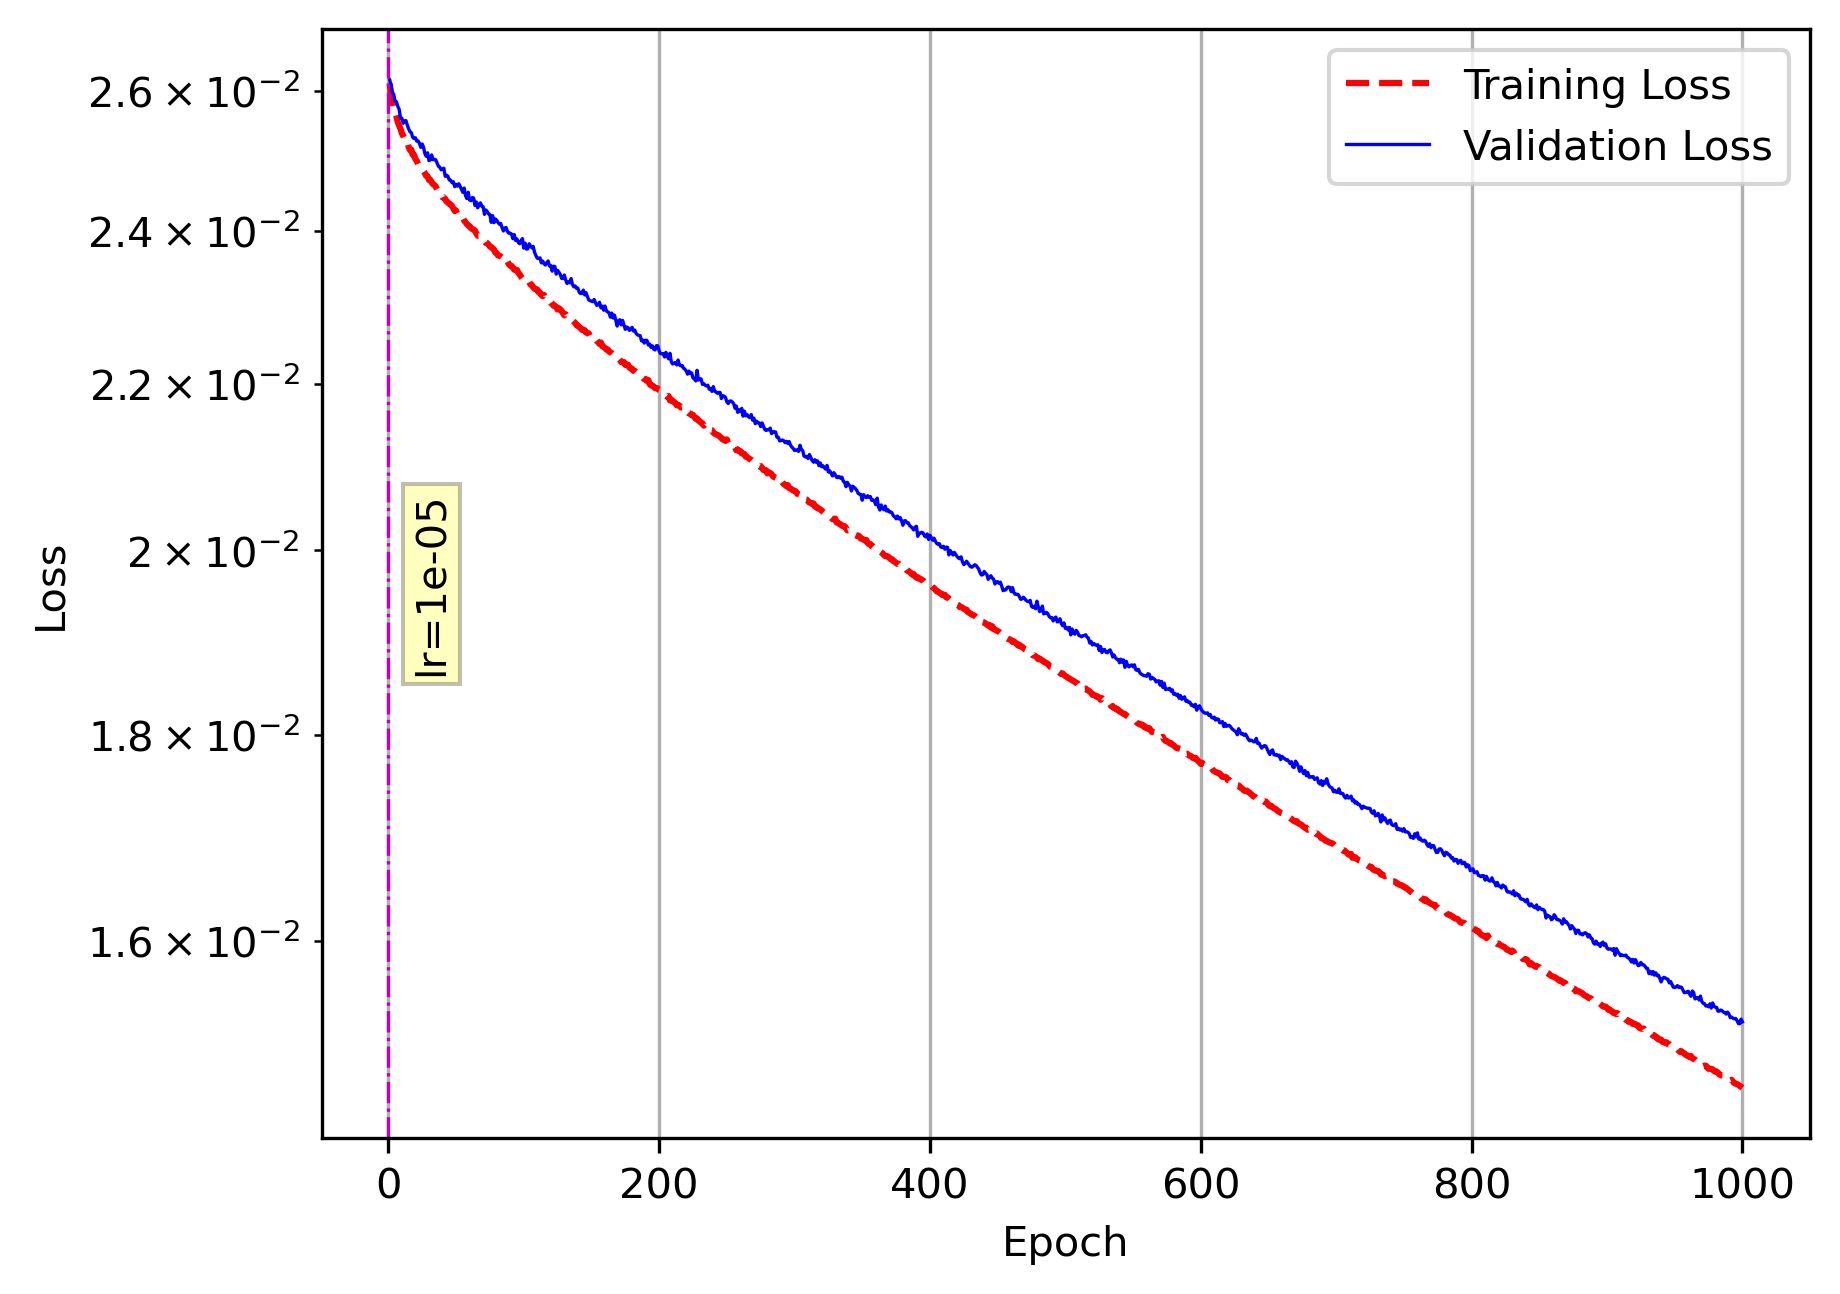 Training Loss
Validation Loss
2.6 × 10⁻²
2.4 × 10⁻²
2.2 × 10⁻²
2 × 10⁻²
1.8 × 10⁻²
1.6 × 10⁻²
Loss
lr=1e-05
0 200 400 600 800 1000
Epoch